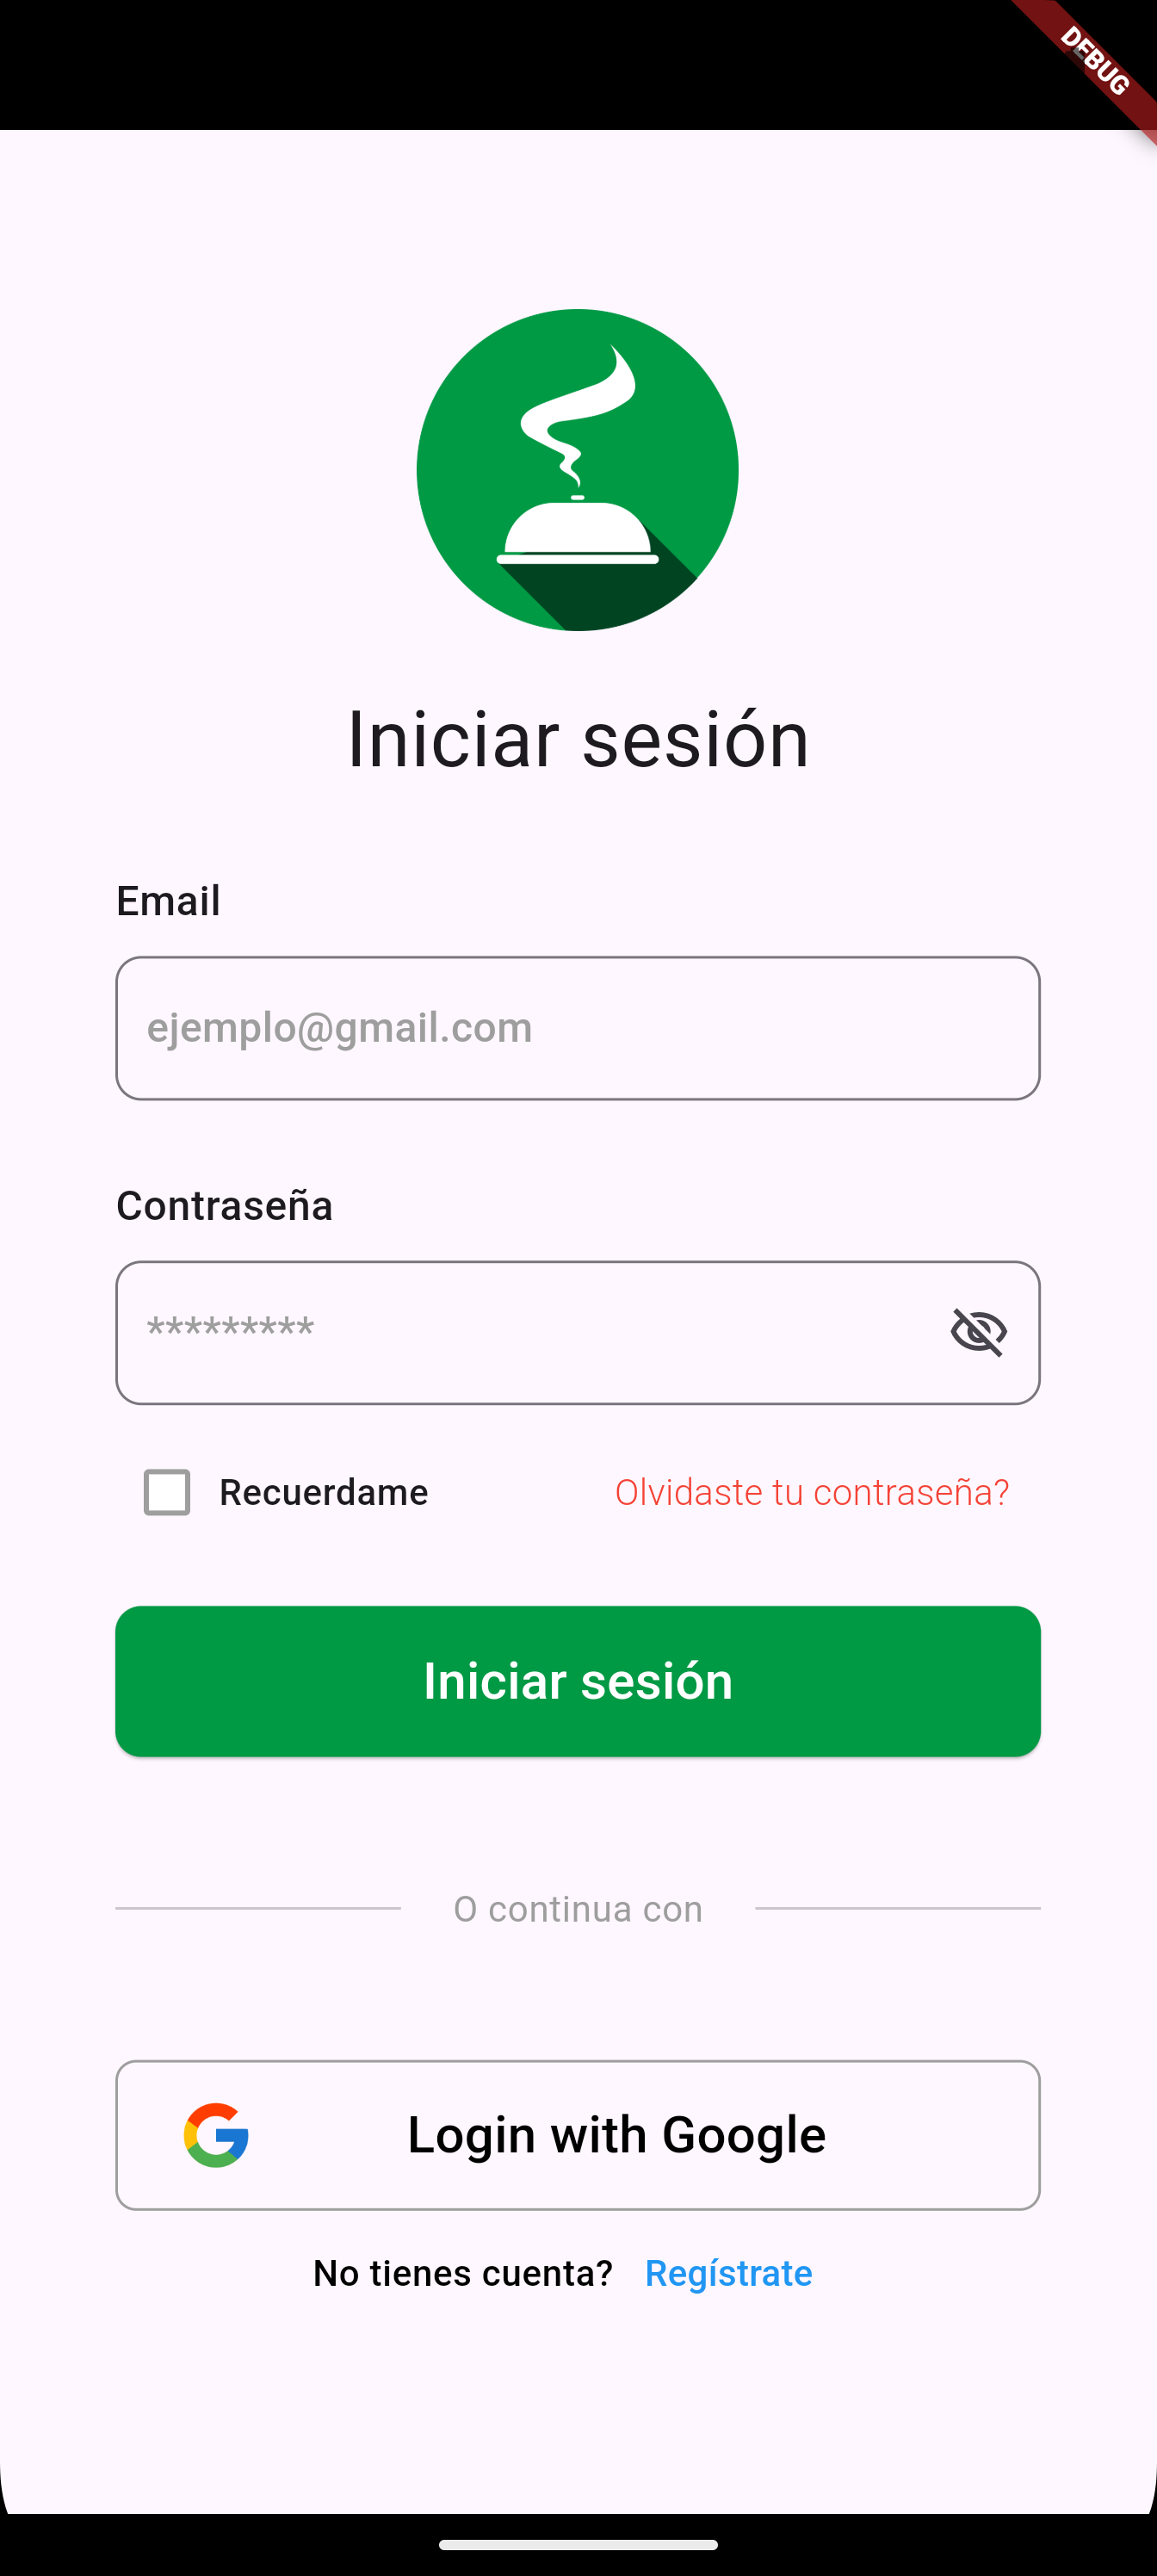 DEBUG
Iniciar sesión
Email
ejemplo@gmail.com
Contraseña
*********
Recuerdame Olvidaste tu contraseña?
Iniciar sesión
O continua con
Login with Google
No tienes cuenta? Regístrate